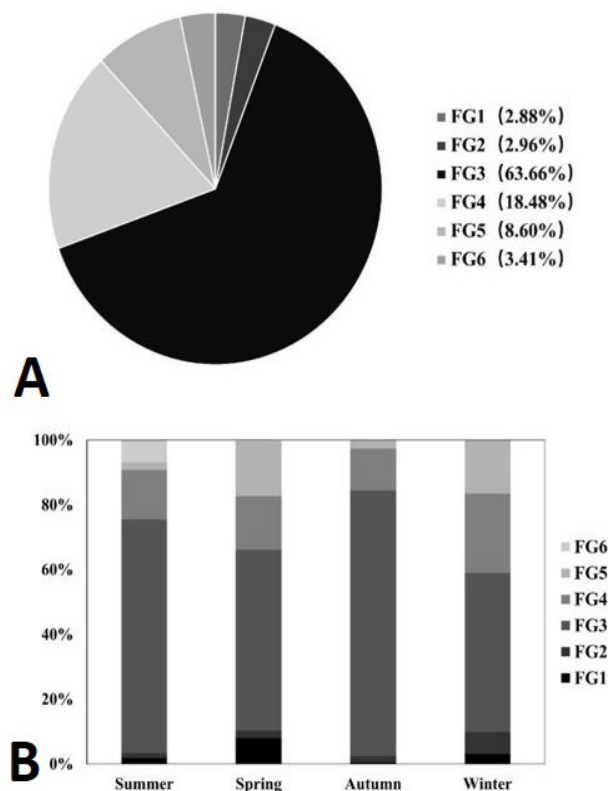 FG1 (2.88%)
FG2 (2.96%)
FG3 (63.66%)
FG4 (18.48%)
FG5 (8.60%)
FG6 (3.41%)
A
100%
80%
60%
40%
20%
0%
FG6
FG5
FG4
FG3
FG2
FG1
B
Summer Spring Autumn Winter